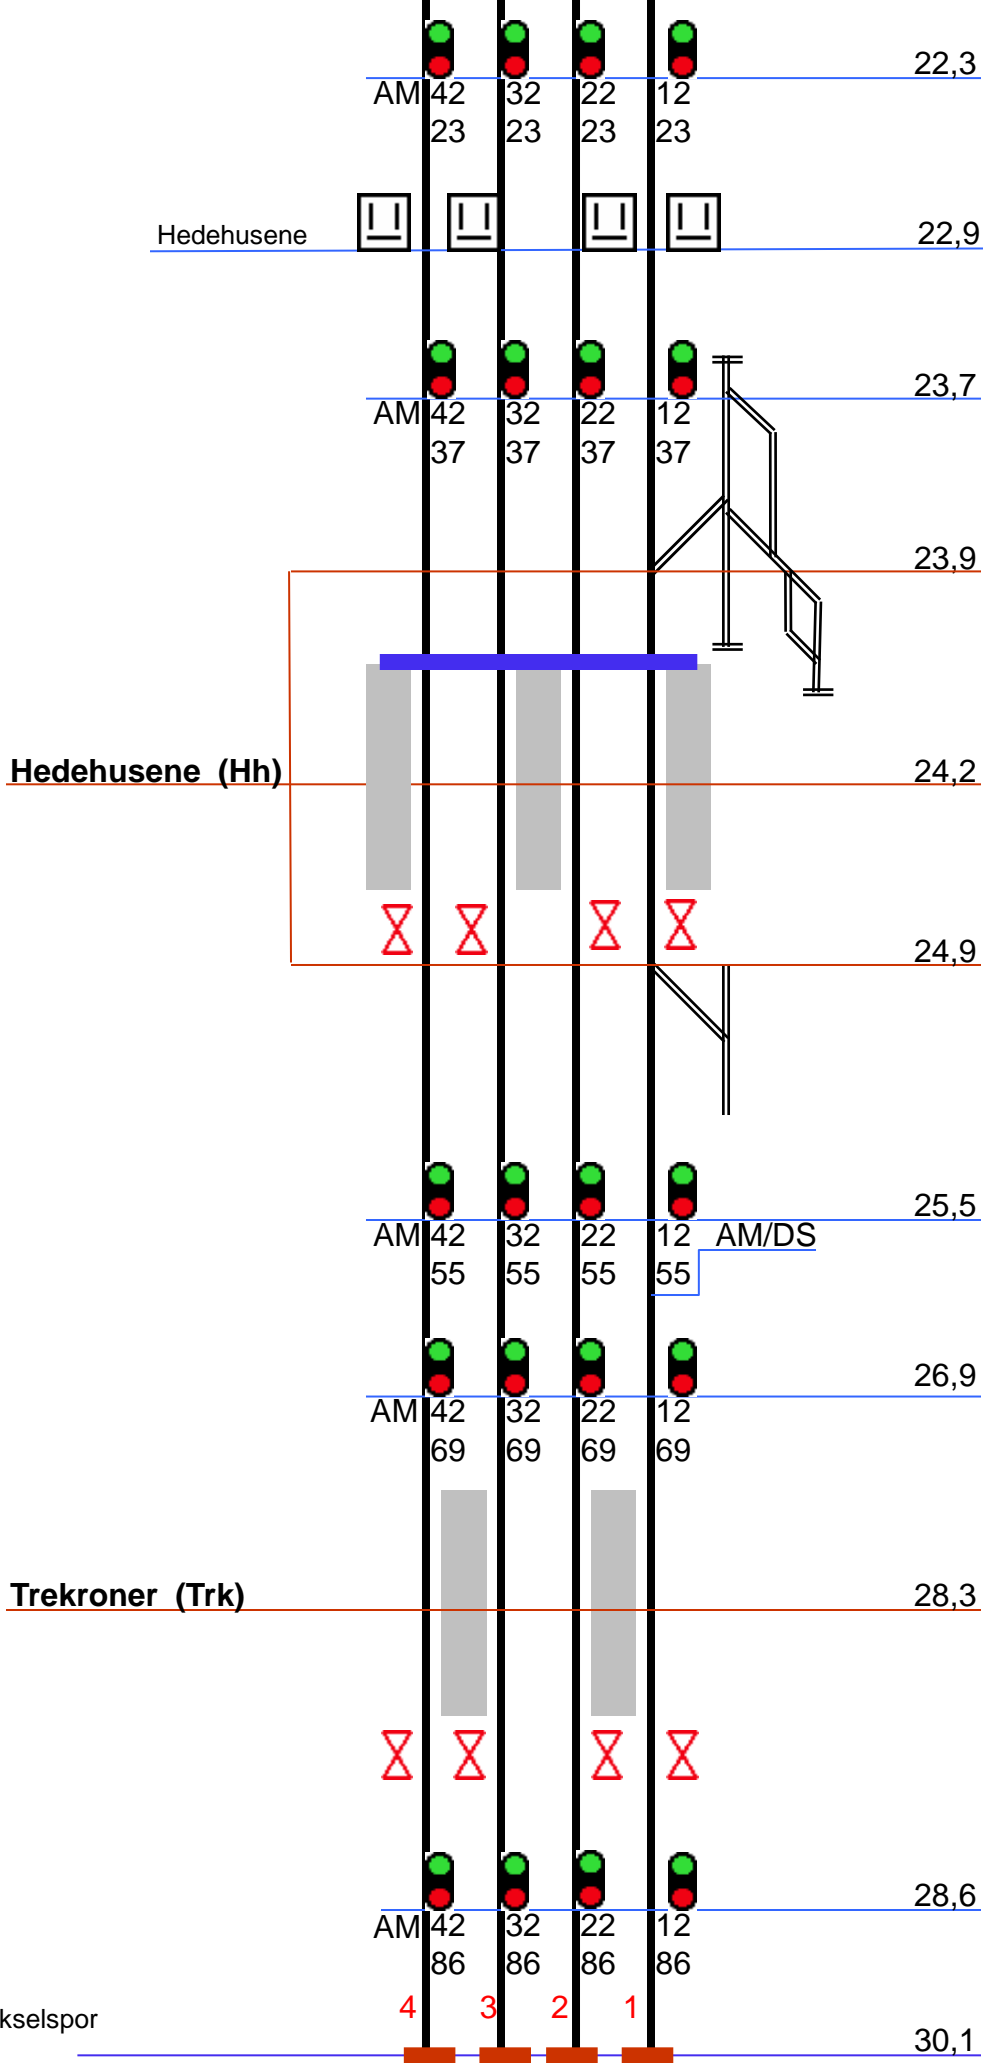 22,3
AM 42 32 22 12
23 23 23 23
Hedehusene 22,9
23,7
AM 42 32 22 12
37 37 37 37
23,9
Hedehusene (Hh) 24,2
24,9
25,5
AM 42 32 22 12 AM/DS
55 55 55 55
26,9
AM 42 32 22 12
69 69 69 69
Trekroner (Trk) 28,3
28,6
AM 42 32 22 12
86 86 86 86
4 3 2 1
kselspor
30,1